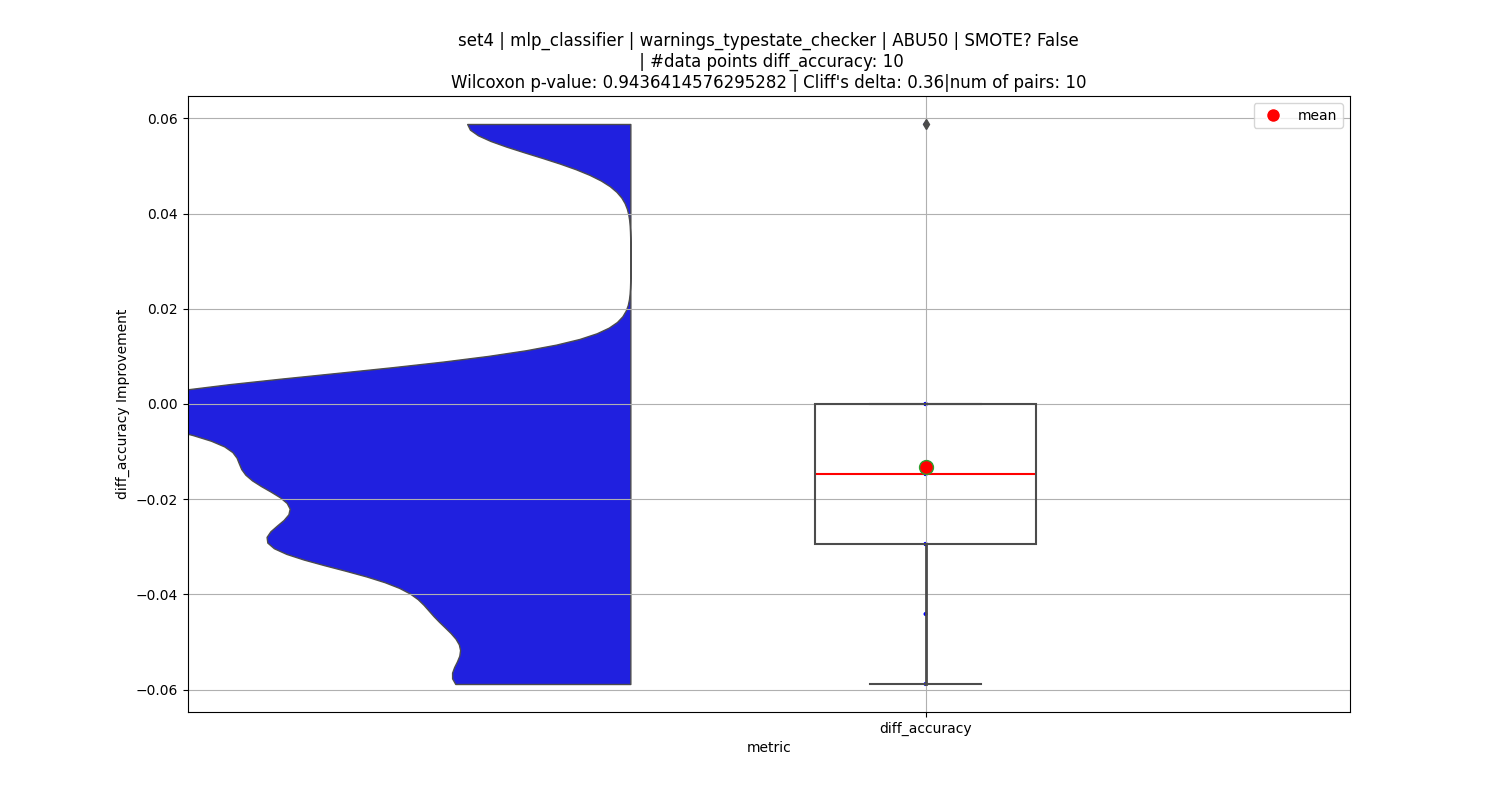 set4 | mlp_classifier | warnings_typestate_checker | ABU50 | SMOTE? False
| #data points diff_accuracy: 10
Wilcoxon p-value: 0.9436414576295282 | Cliff's delta: 0.36|num of pairs: 10
mean
0.06
0.04
0.02
0.00
−0.02
−0.04
−0.06
diff_accuracy Improvement
diff_accuracy
metric